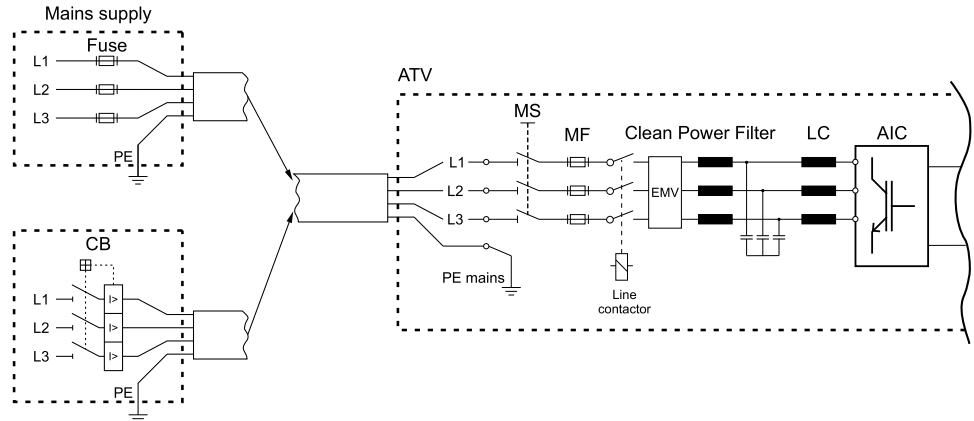 Mains supply
Fuse
L1
L2
L3
PE
CB
L1
I>
L2
I>
L3
I>
PE
ATV
MS
MF
Clean Power Filter
LC
AIC
L1
L2
EMV
L3
PE mains
Line
contactor